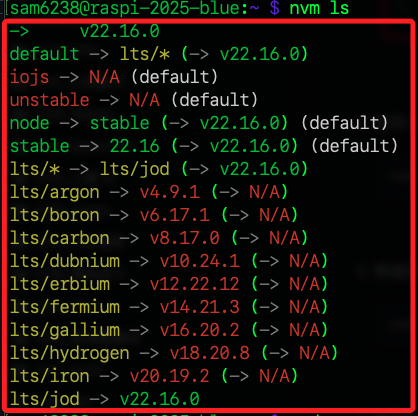 [sam6238@raspi-2025-blue:~ $ nvm ls
->     v22.16.0
default -> lts/* (-> v22.16.0)
iojs -> N/A (default)
unstable -> N/A (default)
node -> stable (-> v22.16.0) (default)
stable -> 22.16 (-> v22.16.0) (default)
lts/* -> lts/jod (-> v22.16.0)
lts/argon -> v4.9.1 (-> N/A)
lts/boron -> v6.17.1 (-> N/A)
lts/carbon -> v8.17.0 (-> N/A)
lts/dubnium -> v10.24.1 (-> N/A)
lts/erbium -> v12.22.12 (-> N/A)
lts/fermium -> v14.21.3 (-> N/A)
lts/gallium -> v16.20.2 (-> N/A)
lts/hydrogen -> v18.20.8 (-> N/A)
lts/iron -> v20.19.2 (-> N/A)
lts/jod -> v22.16.0